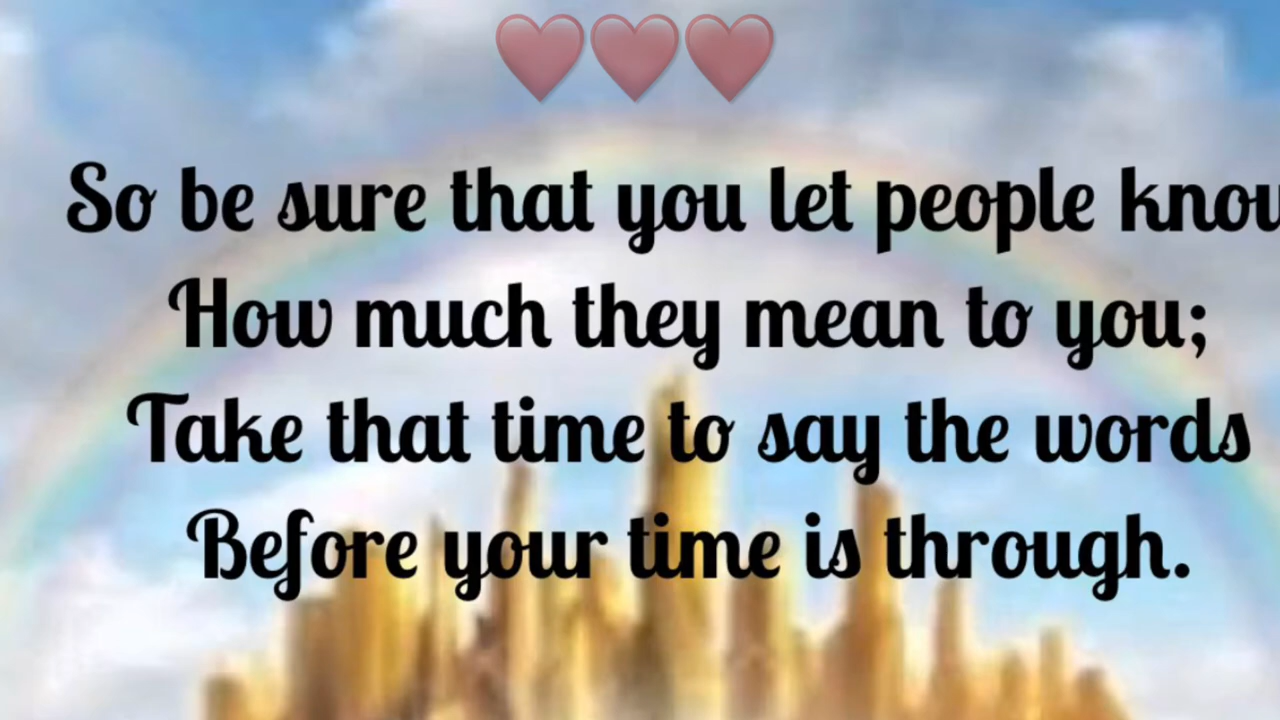 So be sure that you let people know
How much they mean to you;
Take that time to say the words
Before your time is through.